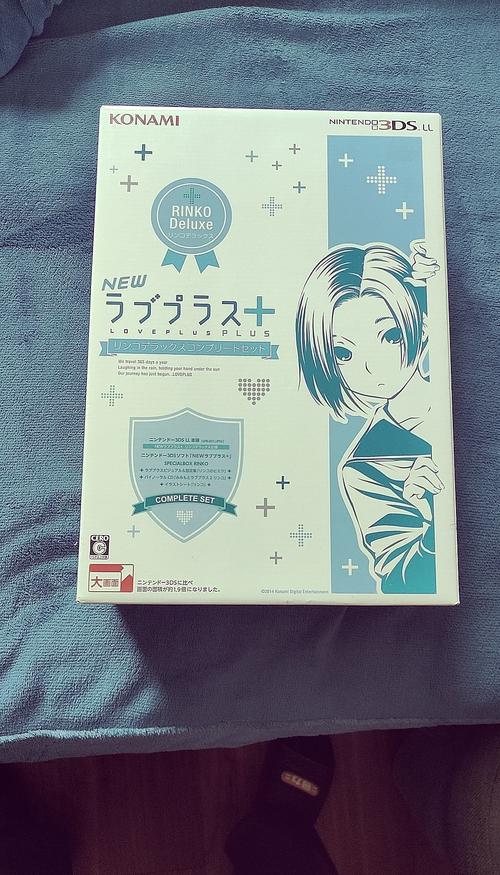 KONAMI
NINTENDO 3DS LL
RINKO
Deluxe
リンコデラックス
NEW
ラブプラス+
LOVEPLUS PLUS
リンコデラックスコンプリートセット
We travel 365 days a year
Laughing in the rain, holding your hand under the sun
Our journey has just begun...LOVEPLUS
ニンテンドー3DS LL 本体
ニンテンドー3DSソフト「NEWラブプラス+」
SPECIALBOX RINKO
COMPLETE SET
CERO
C
大画面
ニンテンドー3DSに比べ
画面の面積が約1.9倍になりました。
©2014 Konami Digital Entertainment